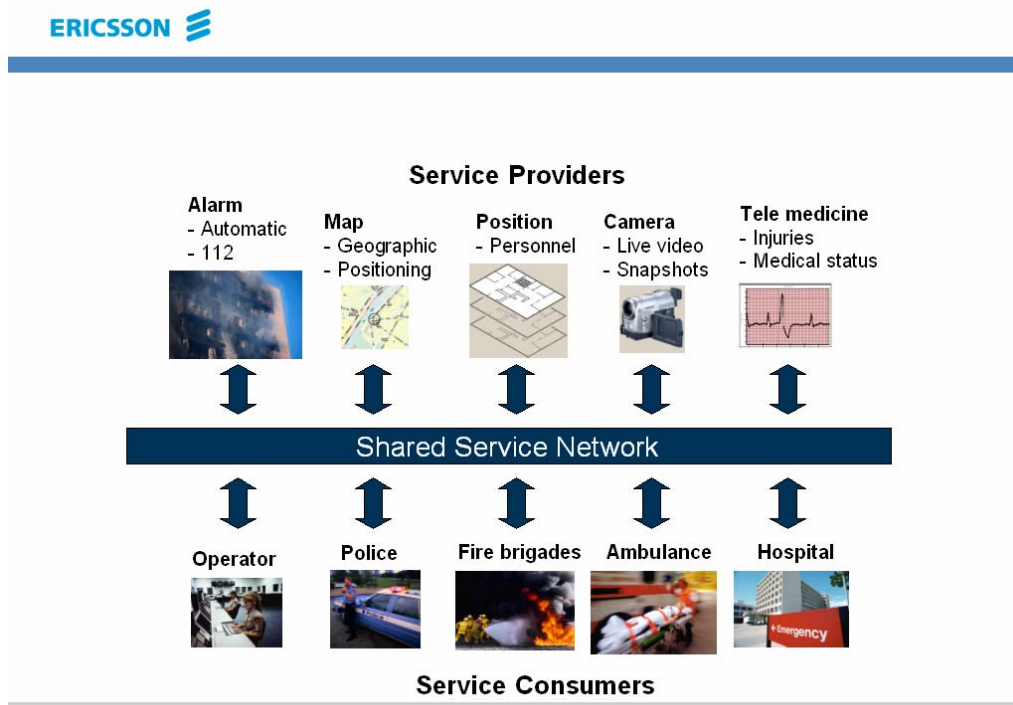 ERICSSON
Service Providers
Alarm
- Automatic
- 112
Map
- Geographic
- Positioning
Position
- Personnel
Camera
- Live video
- Snapshots
Tele medicine
- Injuries
- Medical status
Shared Service Network
Operator
Police
Fire brigades
Ambulance
Hospital
Emergency
Service Consumers